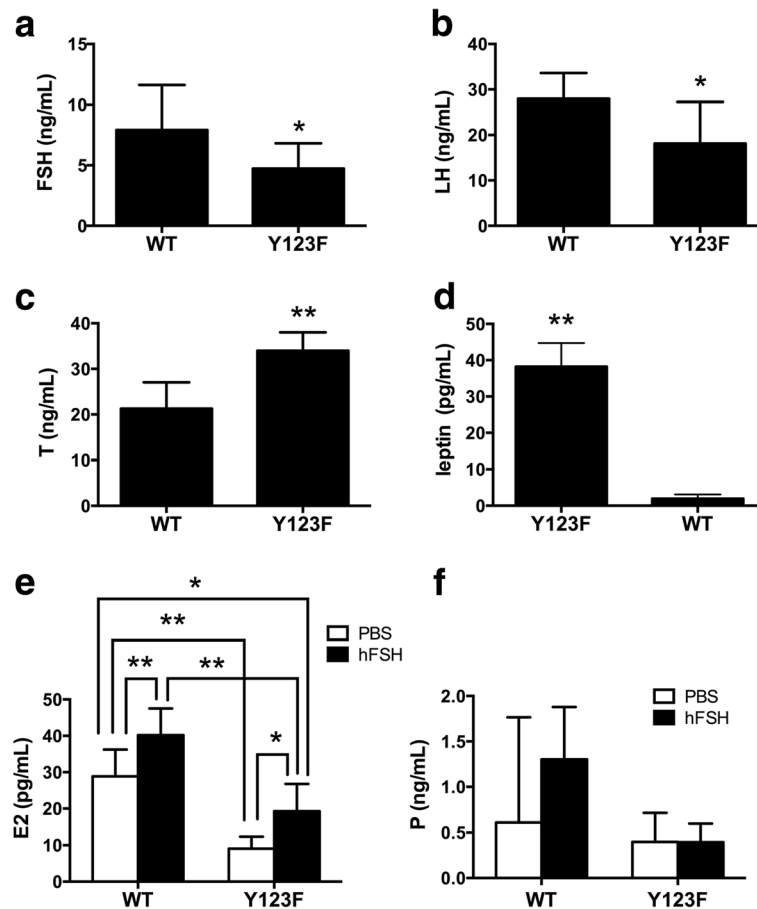 a
15
10
5
0
FSH (ng/mL)
*
WT Y123F
b
40
30
20
10
0
LH (ng/mL)
*
WT Y123F
c
40
30
20
10
0
T (ng/mL)
**
WT Y123F
d
50
40
30
20
10
0
leptin (pg/mL)
**
Y123F WT
e
*
**
** **
*
PBS
hFSH
50
40
30
20
10
0
E2 (pg/mL)
WT Y123F
f
PBS
hFSH
2.0
1.5
1.0
0.5
0.0
P (ng/mL)
WT Y123F